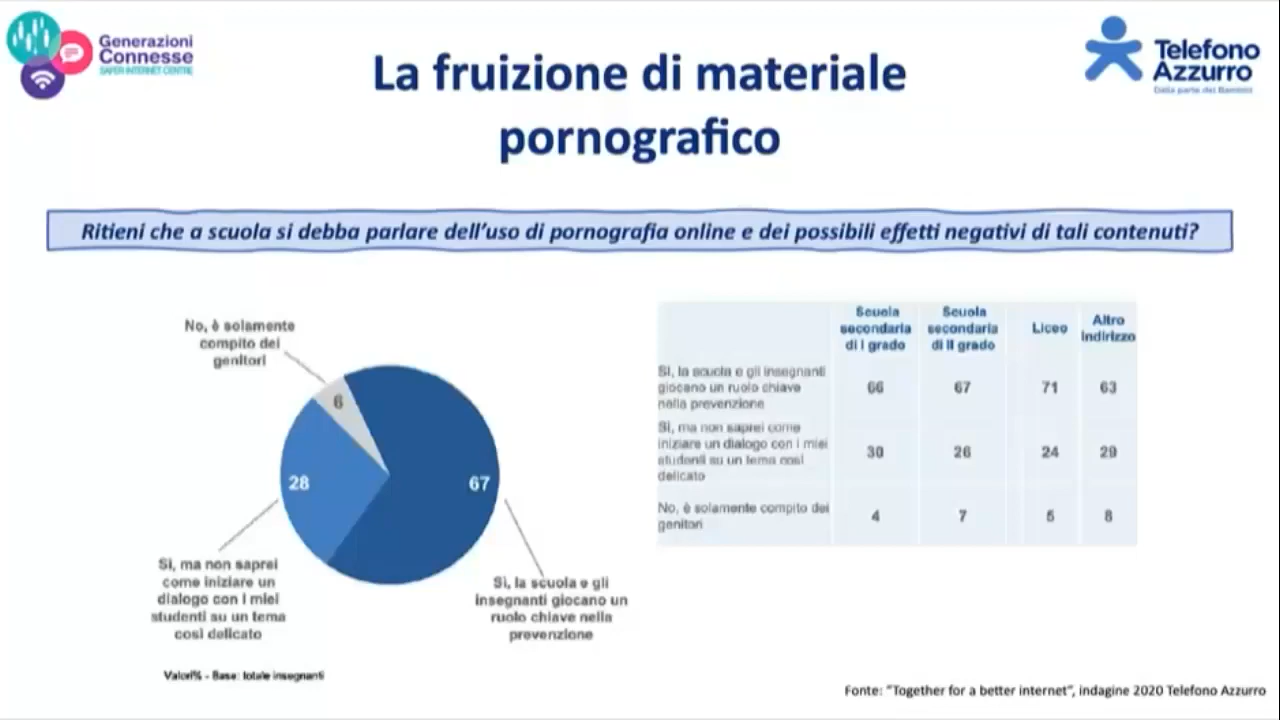 Generazioni
Connesse
SAFER INTERNET CENTRE
La fruizione di materiale
pornografico
Telefono
Azzurro
Dalla parte dei Bambini
Ritieni che a scuola si debba parlare dell'uso di pornografia online e dei possibili effetti negativi di tali contenuti?
No, è solamente
compito dei
genitori
6
28
67
Sì, ma non saprei
come iniziare un
dialogo con i miei
studenti su un tema
così delicato
Sì, la scuola e gli
insegnanti giocano un
ruolo chiave nella
prevenzione
Valori% - Base: totale insegnanti
Scuola
secondaria
di I grado
Scuola
secondaria
di II grado
Liceo
Altro
indirizzo
Sì, la scuola e gli insegnanti
giocano un ruolo chiave
nella prevenzione
66 67 71 63
Sì, ma non saprei come
iniziare un dialogo con i miei
studenti su un tema così
delicato
30 26 24 29
No, è solamente compito dei
genitori
4 7 5 8
Fonte: "Together for a better internet", indagine 2020 Telefono Azzurro